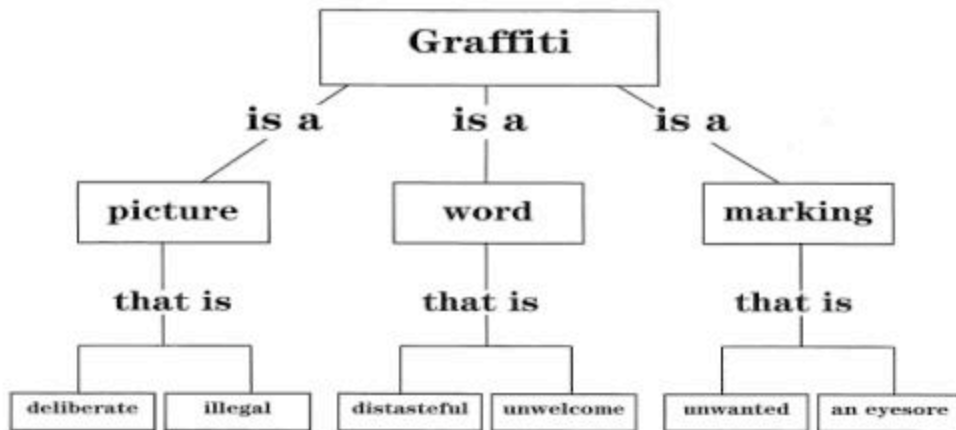 Graffiti
is a is a is a
picture word marking
that is that is that is
deliberate illegal distasteful unwelcome unwanted an eyesore